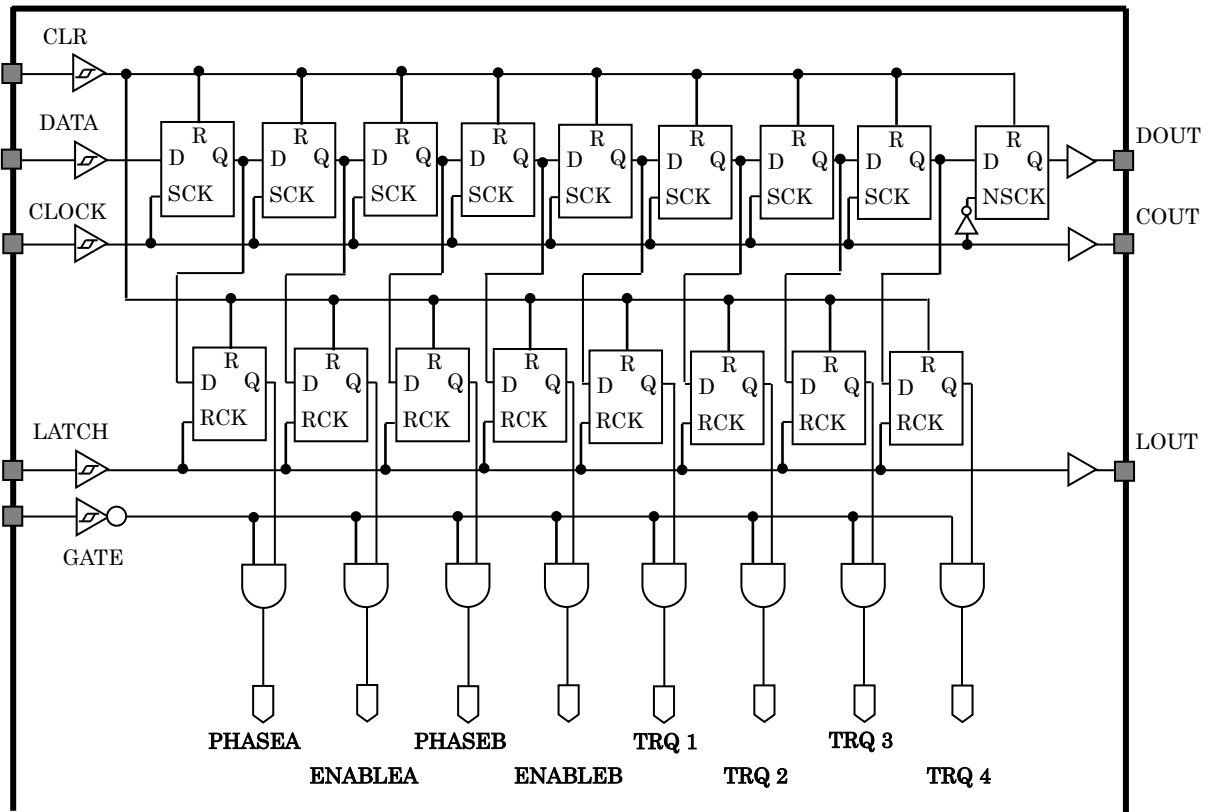 CLR
R R R R R R R R R
DATA
D Q D Q D Q D Q D Q D Q D Q D Q D Q
DOUT
SCK SCK SCK SCK SCK SCK SCK SCK NSCK
CLOCK
COUT
R R R R R R R R
D Q D Q D Q D Q D Q D Q D Q D Q
RCK RCK RCK RCK RCK RCK RCK RCK
LATCH
LOUT
GATE
PHASEA PHASEB TRQ 1 TRQ 3
ENABLEA ENABLEB TRQ 2 TRQ 4